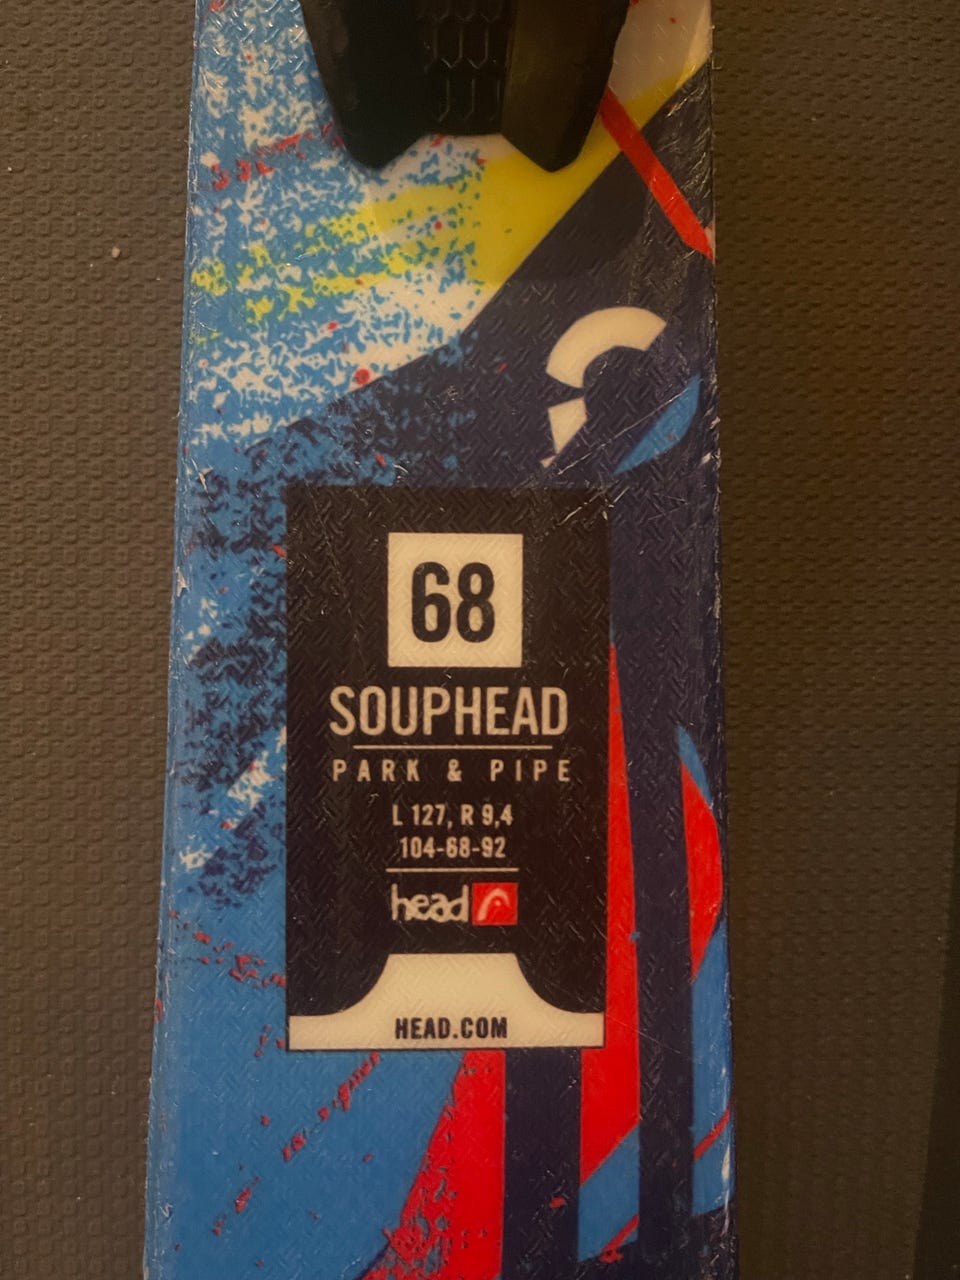 68
SOUPHEAD
PARK & PIPE
L 127, R 9,4
104-68-92
head
HEAD.COM